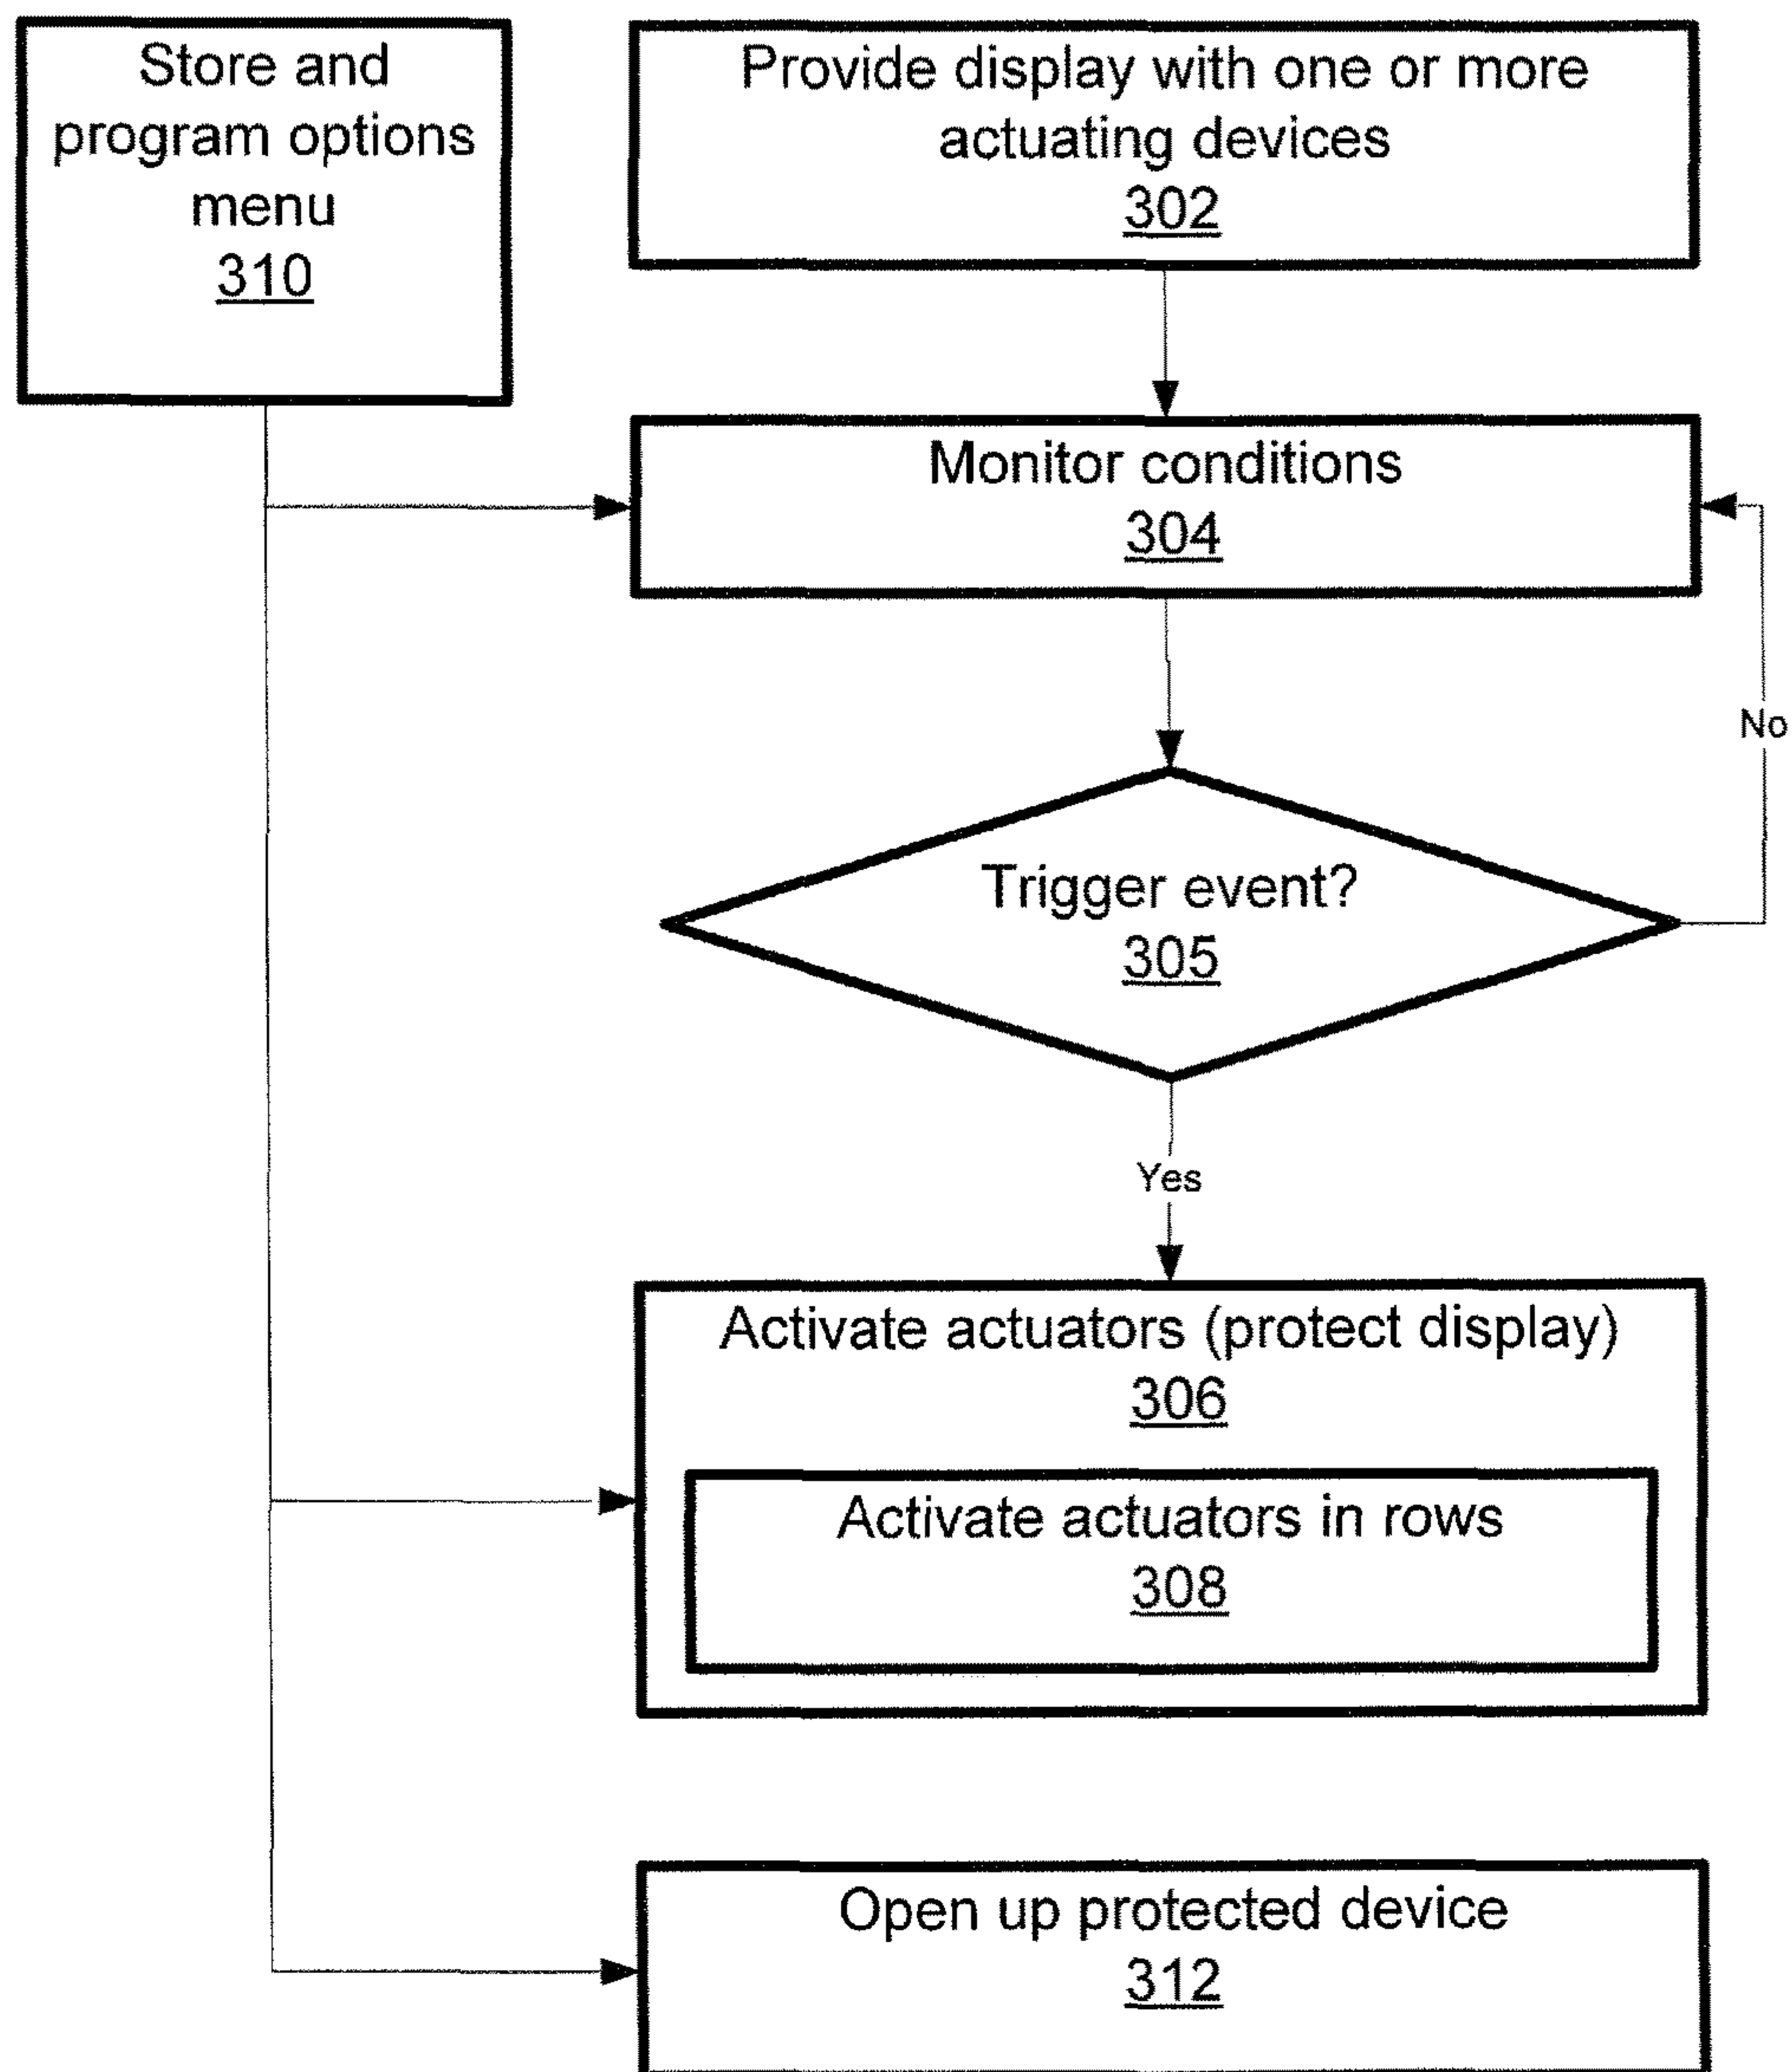 Store and
program options
menu
310
Provide display with one or more
actuating devices
302
Monitor conditions
304
No
Trigger event?
305
Yes
Activate actuators (protect display)
306
Activate actuators in rows
308
Open up protected device
312